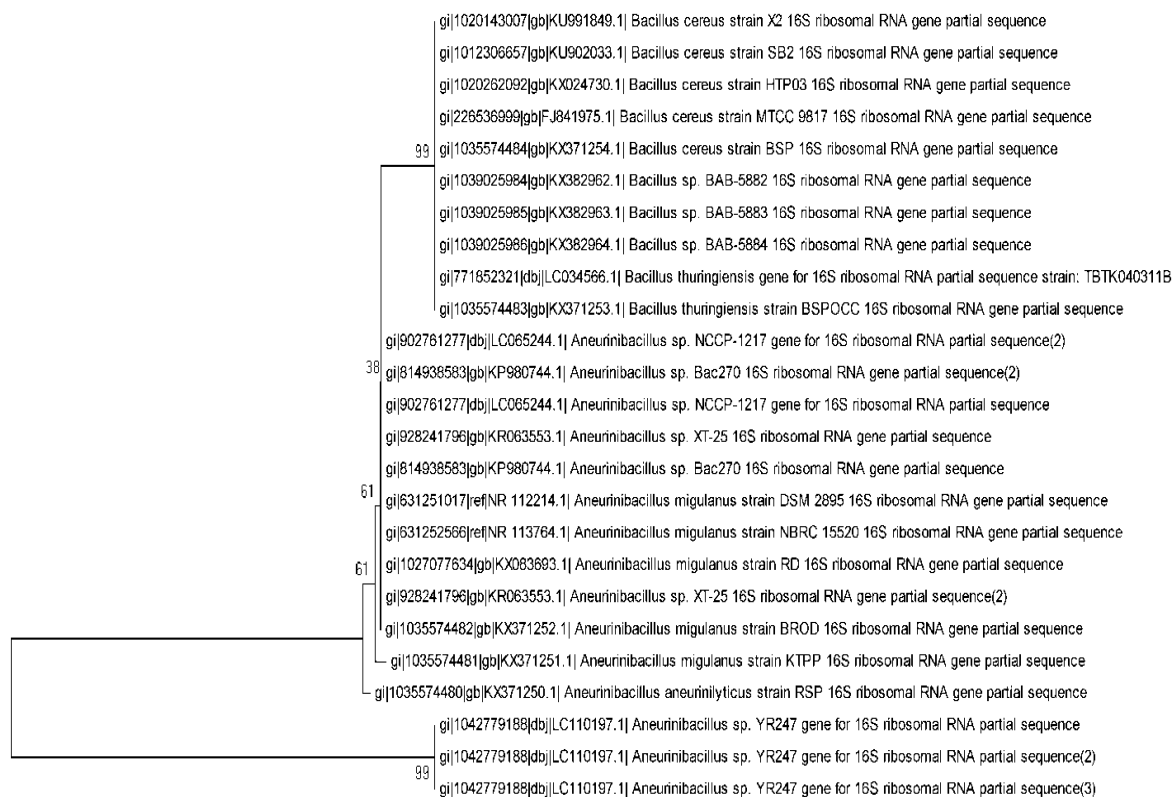 gi|1020143007|gb|KU991849.1| Bacillus cereus strain X2 16S ribosomal RNA gene partial sequence
gi|1012306657|gb|KU902033.1| Bacillus cereus strain SB2 16S ribosomal RNA gene partial sequence
gi|1020262092|gb|KX024730.1| Bacillus cereus strain HTP03 16S ribosomal RNA gene partial sequence
gi|226536999|gb|FJ841975.1| Bacillus cereus strain MTCC 9817 16S ribosomal RNA gene partial sequence
99 gi|1035574484|gb|KX371254.1| Bacillus cereus strain BSP 16S ribosomal RNA gene partial sequence
gi|1039025984|gb|KX382962.1| Bacillus sp. BAB-5882 16S ribosomal RNA gene partial sequence
gi|1039025985|gb|KX382963.1| Bacillus sp. BAB-5883 16S ribosomal RNA gene partial sequence
gi|1039025986|gb|KX382964.1| Bacillus sp. BAB-5884 16S ribosomal RNA gene partial sequence
gi|771852321|dbj|LC034566.1| Bacillus thuringiensis gene for 16S ribosomal RNA partial sequence strain: TBTK040311B
gi|1035574483|gb|KX371253.1| Bacillus thuringiensis strain BSPOCC 16S ribosomal RNA gene partial sequence
gi|902761277|dbj|LC065244.1| Aneurinibacillus sp. NCCP-1217 gene for 16S ribosomal RNA partial sequence(2)
38 gi|814938583|gb|KP980744.1| Aneurinibacillus sp. Bac270 16S ribosomal RNA gene partial sequence(2)
gi|902761277|dbj|LC065244.1| Aneurinibacillus sp. NCCP-1217 gene for 16S ribosomal RNA partial sequence
gi|928241796|gb|KR063553.1| Aneurinibacillus sp. XT-25 16S ribosomal RNA gene partial sequence
gi|814938583|gb|KP980744.1| Aneurinibacillus sp. Bac270 16S ribosomal RNA gene partial sequence
61 gi|631251017|ref|NR 112214.1| Aneurinibacillus migulanus strain DSM 2895 16S ribosomal RNA gene partial sequence
gi|631252566|ref|NR 113764.1| Aneurinibacillus migulanus strain NBRC 15520 16S ribosomal RNA gene partial sequence
61 gi|1027077634|gb|KX083693.1| Aneurinibacillus migulanus strain RD 16S ribosomal RNA gene partial sequence
gi|928241796|gb|KR063553.1| Aneurinibacillus sp. XT-25 16S ribosomal RNA gene partial sequence(2)
gi|1035574482|gb|KX371252.1| Aneurinibacillus migulanus strain BROD 16S ribosomal RNA gene partial sequence
gi|1035574481|gb|KX371251.1| Aneurinibacillus migulanus strain KTPP 16S ribosomal RNA gene partial sequence
gi|1035574480|gb|KX371250.1| Aneurinibacillus aneurinilyticus strain RSP 16S ribosomal RNA gene partial sequence
gi|1042779188|dbj|LC110197.1| Aneurinibacillus sp. YR247 gene for 16S ribosomal RNA partial sequence
gi|1042779188|dbj|LC110197.1| Aneurinibacillus sp. YR247 gene for 16S ribosomal RNA partial sequence(2)
99 gi|1042779188|dbj|LC110197.1| Aneurinibacillus sp. YR247 gene for 16S ribosomal RNA partial sequence(3)